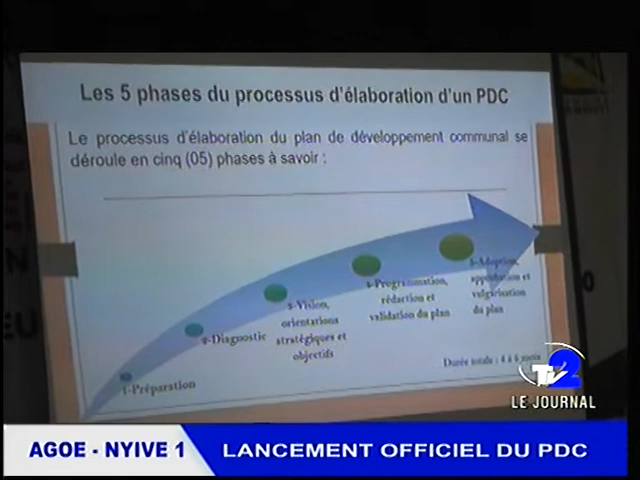 Les 5 phases du processus d'élaboration d'un PDC
Le processus d'élaboration du plan de développement communal se
déroule en cinq (05) phases à savoir :
1-Préparation
2-Diagnostic
3-Vision,
orientations
stratégiques et
objectifs
4-Programmation,
rédaction et
validation du plan
5-Adoption,
approbation et
vulgarisation
du plan
Durée totale : 4 à 6 mois
TV2
LE JOURNAL
AGOE - NYIVE 1
LANCEMENT OFFICIEL DU PDC